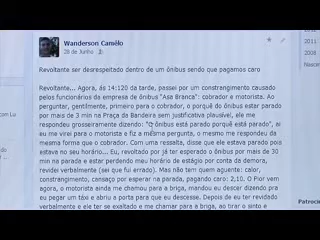 Wanderson Camêlo
28 de Junho
Revoltante ser desrespeitado dentro de um ônibus sendo que pagamos caro
Revoltante... Agora, ás 14:120 da tarde, passei por um constrangimento causado
pelos funcionários da empresa de ônibus "Asa Branca": cobrador e motorista. Ao
perguntar, gentilmente, primeiro para o cobrador, o porquê do ônibus estar parado
por mais de 3 min na Praça da Bandeira sem justificativa plausível, ele me
respondeu grosseiramente dizendo: "O ônibus está parado porquê está parado", aí
eu me virei para o motorista e fiz a mesma pergunta, o mesmo me respondeu da
mesma forma que o cobrador. Com uma ressalta, disse que ele estava parado pois
estava no seu horário... Eu, revoltado por já ter esperado o ônibus por mais de 30
min na parada e estar perdendo meu horário de estágio por conta da demora,
revidei verbalmente (sei que fui errado). Mas não tem quem aguente: calor,
constrangimento, cansaço por esperar na parada, pagando caro: 2,10. O Pior vem
agora, o motorista ainda me chamou para a briga, mandou eu descer dizendo pra
eu pegar um táxi e abriu a porta para que eu descesse. Depois de eu ter revidado
verbalmente e ele ter se exaltado e me chamar para a briga, ao tirar o sinto e
2011
2008
Nascim
com Lu
Patroci